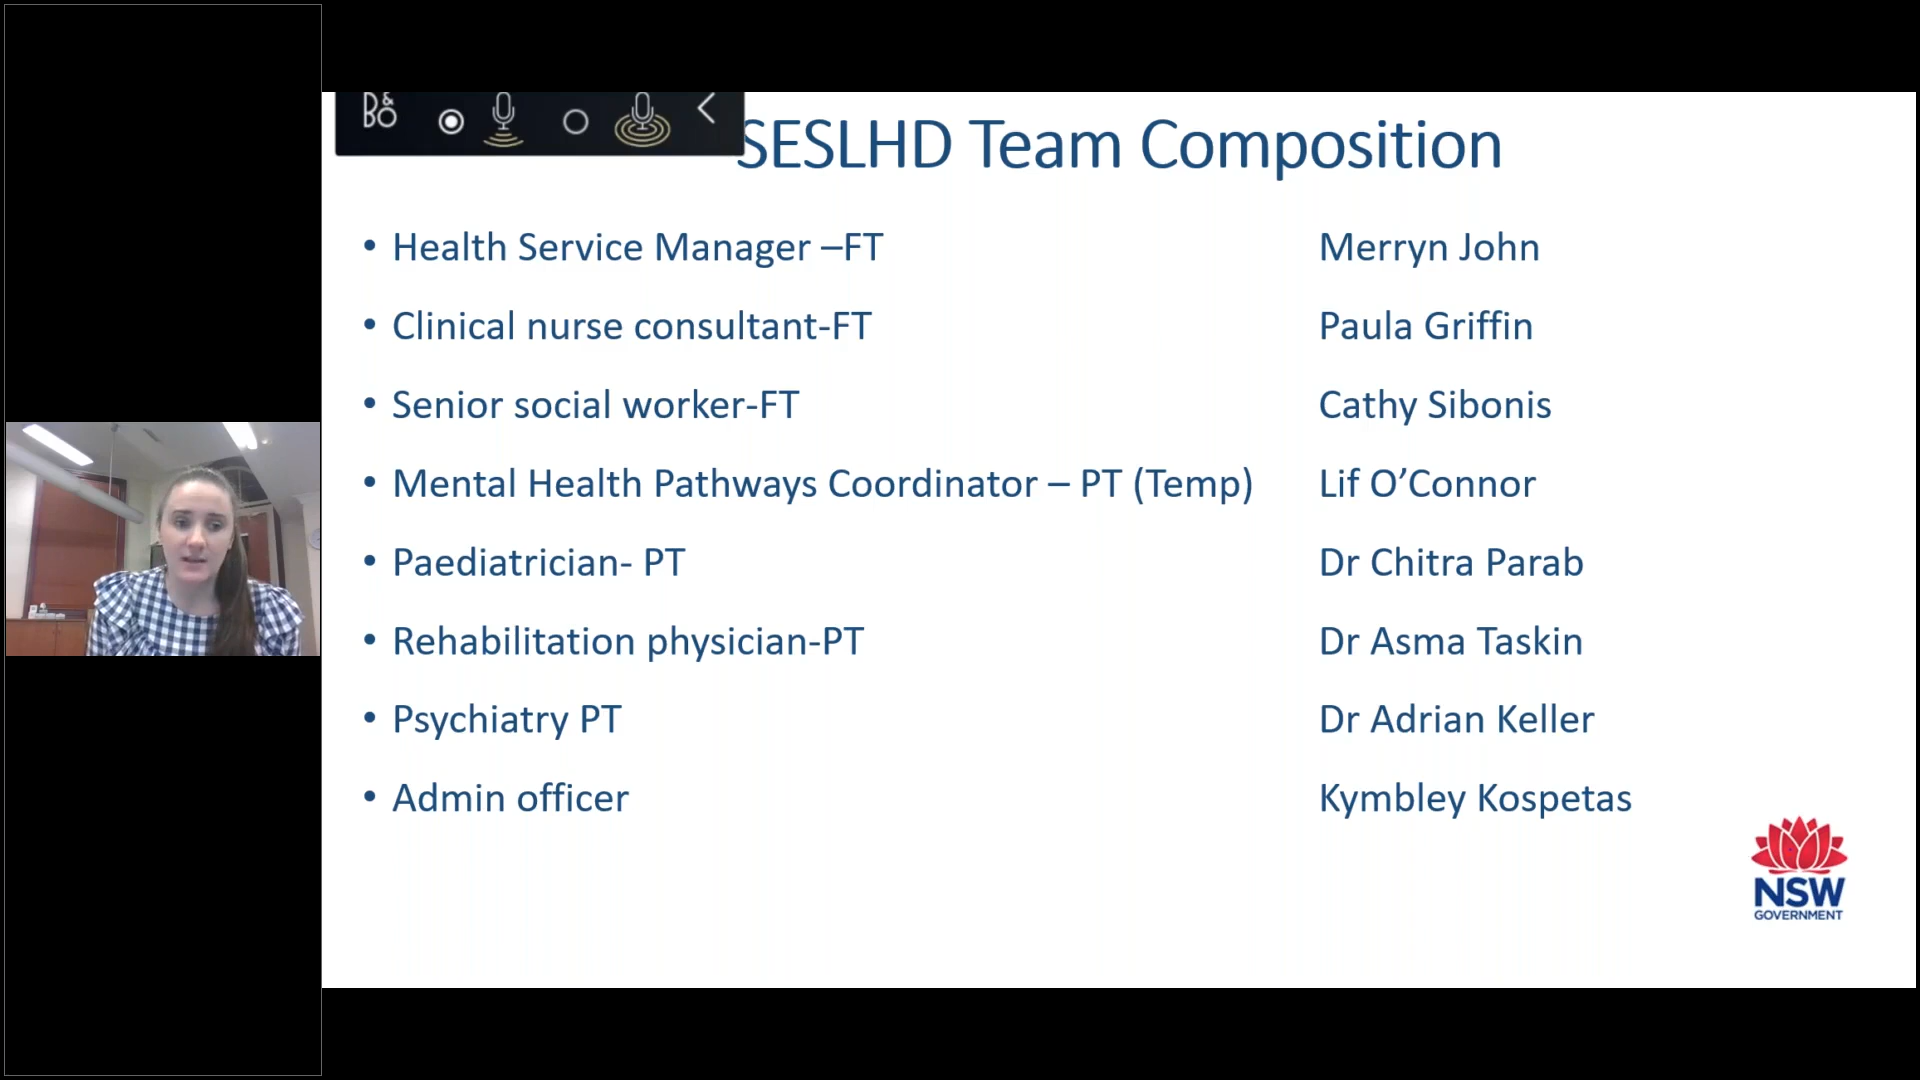 B&O
SESLHD Team Composition
• Health Service Manager –FT Merryn John
• Clinical nurse consultant-FT Paula Griffin
• Senior social worker-FT Cathy Sibonis
• Mental Health Pathways Coordinator – PT (Temp) Lif O’Connor
• Paediatrician- PT Dr Chitra Parab
• Rehabilitation physician-PT Dr Asma Taskin
• Psychiatry PT Dr Adrian Keller
• Admin officer Kymbley Kospetas
NSW
GOVERNMENT